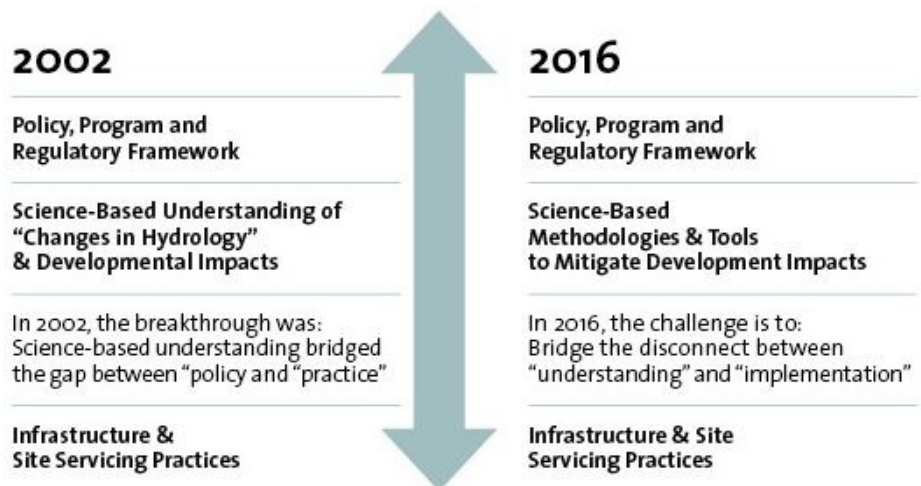 2002
Policy, Program and
Regulatory Framework
Science-Based Understanding of
“Changes in Hydrology”
& Developmental Impacts
In 2002, the breakthrough was:
Science-based understanding bridged
the gap between “policy and “practice”
Infrastructure &
Site Servicing Practices
2016
Policy, Program and
Regulatory Framework
Science-Based
Methodologies & Tools
to Mitigate Development Impacts
In 2016, the challenge is to:
Bridge the disconnect between
“understanding” and “implementation”
Infrastructure & Site
Servicing Practices